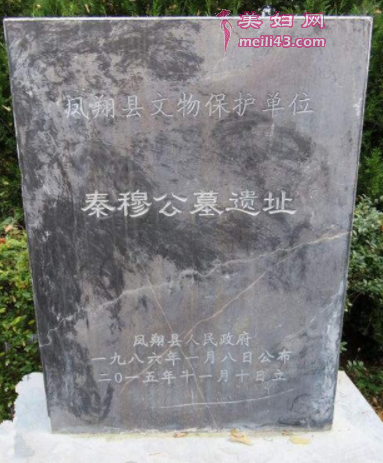 美妇网
meili43.com
凤翔县文物保护单位
秦穆公墓遗址
凤翔县人民政府
一九八六年一月八日公布
二〇一五年十一月十日立